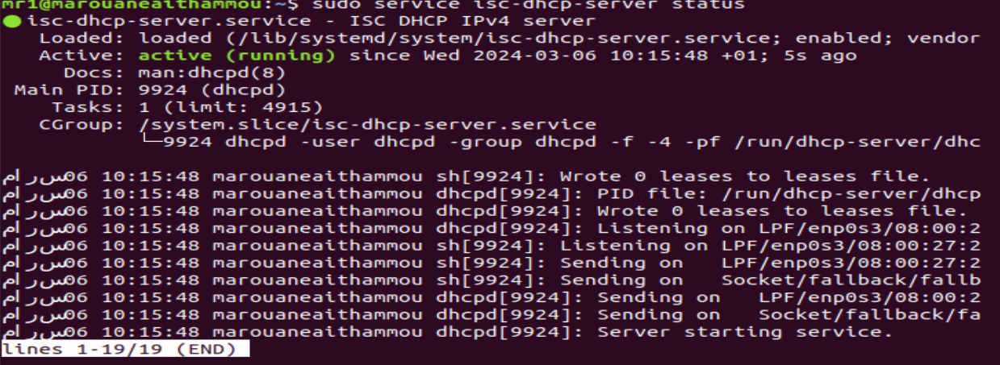 mr1@marouaneaithammou:~$ sudo service isc-dhcp-server status
● isc-dhcp-server.service - ISC DHCP IPv4 server
   Loaded: loaded (/lib/systemd/system/isc-dhcp-server.service; enabled; vendor
   Active: active (running) since Wed 2024-03-06 10:15:48 +01; 5s ago
     Docs: man:dhcpd(8)
 Main PID: 9924 (dhcpd)
    Tasks: 1 (limit: 4915)
   CGroup: /system.slice/isc-dhcp-server.service
           └─9924 dhcpd -user dhcpd -group dhcpd -f -4 -pf /run/dhcp-server/dhc
مارس 06 10:15:48 marouaneaithammou sh[9924]: Wrote 0 leases to leases file.
مارس 06 10:15:48 marouaneaithammou dhcpd[9924]: PID file: /run/dhcp-server/dhcp
مارس 06 10:15:48 marouaneaithammou dhcpd[9924]: Wrote 0 leases to leases file.
مارس 06 10:15:48 marouaneaithammou dhcpd[9924]: Listening on LPF/enp0s3/08:00:2
مارس 06 10:15:48 marouaneaithammou sh[9924]: Listening on LPF/enp0s3/08:00:27:2
مارس 06 10:15:48 marouaneaithammou sh[9924]: Sending on   LPF/enp0s3/08:00:27:2
مارس 06 10:15:48 marouaneaithammou sh[9924]: Sending on   Socket/fallback/fallb
مارس 06 10:15:48 marouaneaithammou dhcpd[9924]: Sending on   LPF/enp0s3/08:00:2
مارس 06 10:15:48 marouaneaithammou dhcpd[9924]: Sending on   Socket/fallback/fa
مارس 06 10:15:48 marouaneaithammou dhcpd[9924]: Server starting service.
lines 1-19/19 (END)